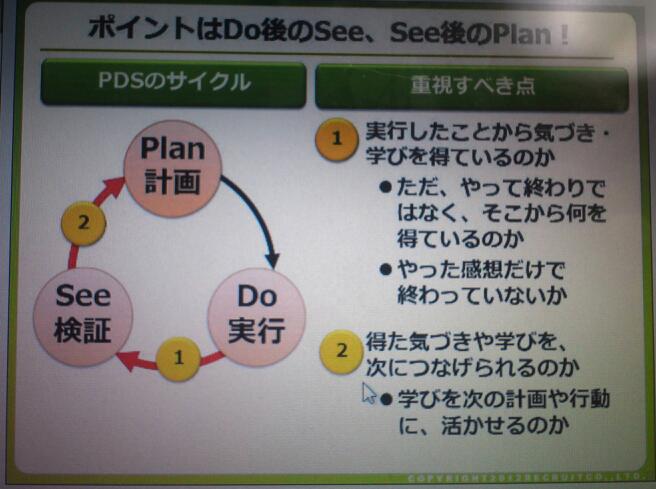 ポイントはDo後のSee、See後のPlan！
PDSのサイクル
Plan
計画
2
See
検証
Do
実行
1
重視すべき点
1
実行したことから気づき・
学びを得ているのか
●ただ、やって終わりで
はなく、そこから何を
得ているのか
●やった感想だけで
終わっていないか
2
得た気づきや学びを、
次につなげられるのか
●学びを次の計画や行動
に、活かせるのか
COPYRIGHT2012RECRUITCO.,LTD.